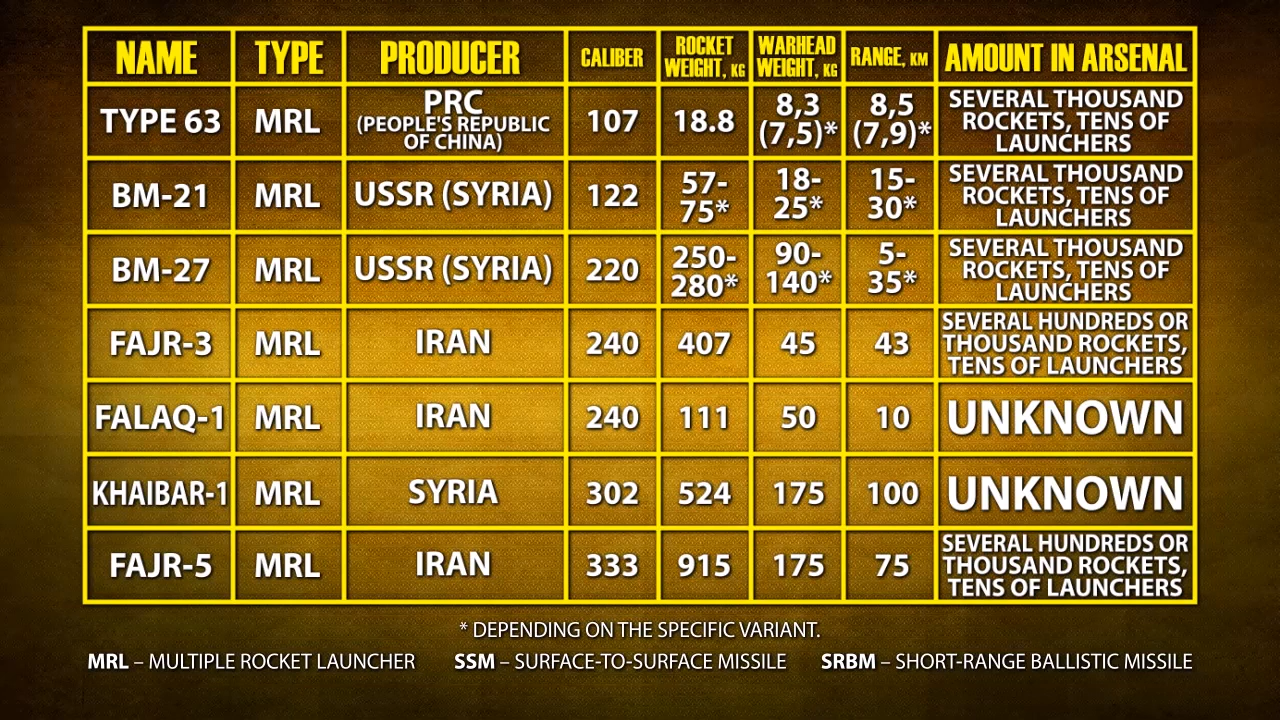 NAME TYPE PRODUCER CALIBER ROCKET WEIGHT, KG WARHEAD WEIGHT, KG RANGE, KM AMOUNT IN ARSENAL
TYPE 63 MRL PRC (PEOPLE'S REPUBLIC OF CHINA) 107 18.8 8,3 (7,5)* 8,5 (7,9)* SEVERAL THOUSAND ROCKETS, TENS OF LAUNCHERS
BM-21 MRL USSR (SYRIA) 122 57-75* 18-25* 15-30* SEVERAL THOUSAND ROCKETS, TENS OF LAUNCHERS
BM-27 MRL USSR (SYRIA) 220 250-280* 90-140* 5-35* SEVERAL THOUSAND ROCKETS, TENS OF LAUNCHERS
FAJR-3 MRL IRAN 240 407 45 43 SEVERAL HUNDREDS OR THOUSAND ROCKETS, TENS OF LAUNCHERS
FALAQ-1 MRL IRAN 240 111 50 10 UNKNOWN
KHAIBAR-1 MRL SYRIA 302 524 175 100 UNKNOWN
FAJR-5 MRL IRAN 333 915 175 75 SEVERAL HUNDREDS OR THOUSAND ROCKETS, TENS OF LAUNCHERS
* DEPENDING ON THE SPECIFIC VARIANT.
MRL – MULTIPLE ROCKET LAUNCHER SSM – SURFACE-TO-SURFACE MISSILE SRBM – SHORT-RANGE BALLISTIC MISSILE